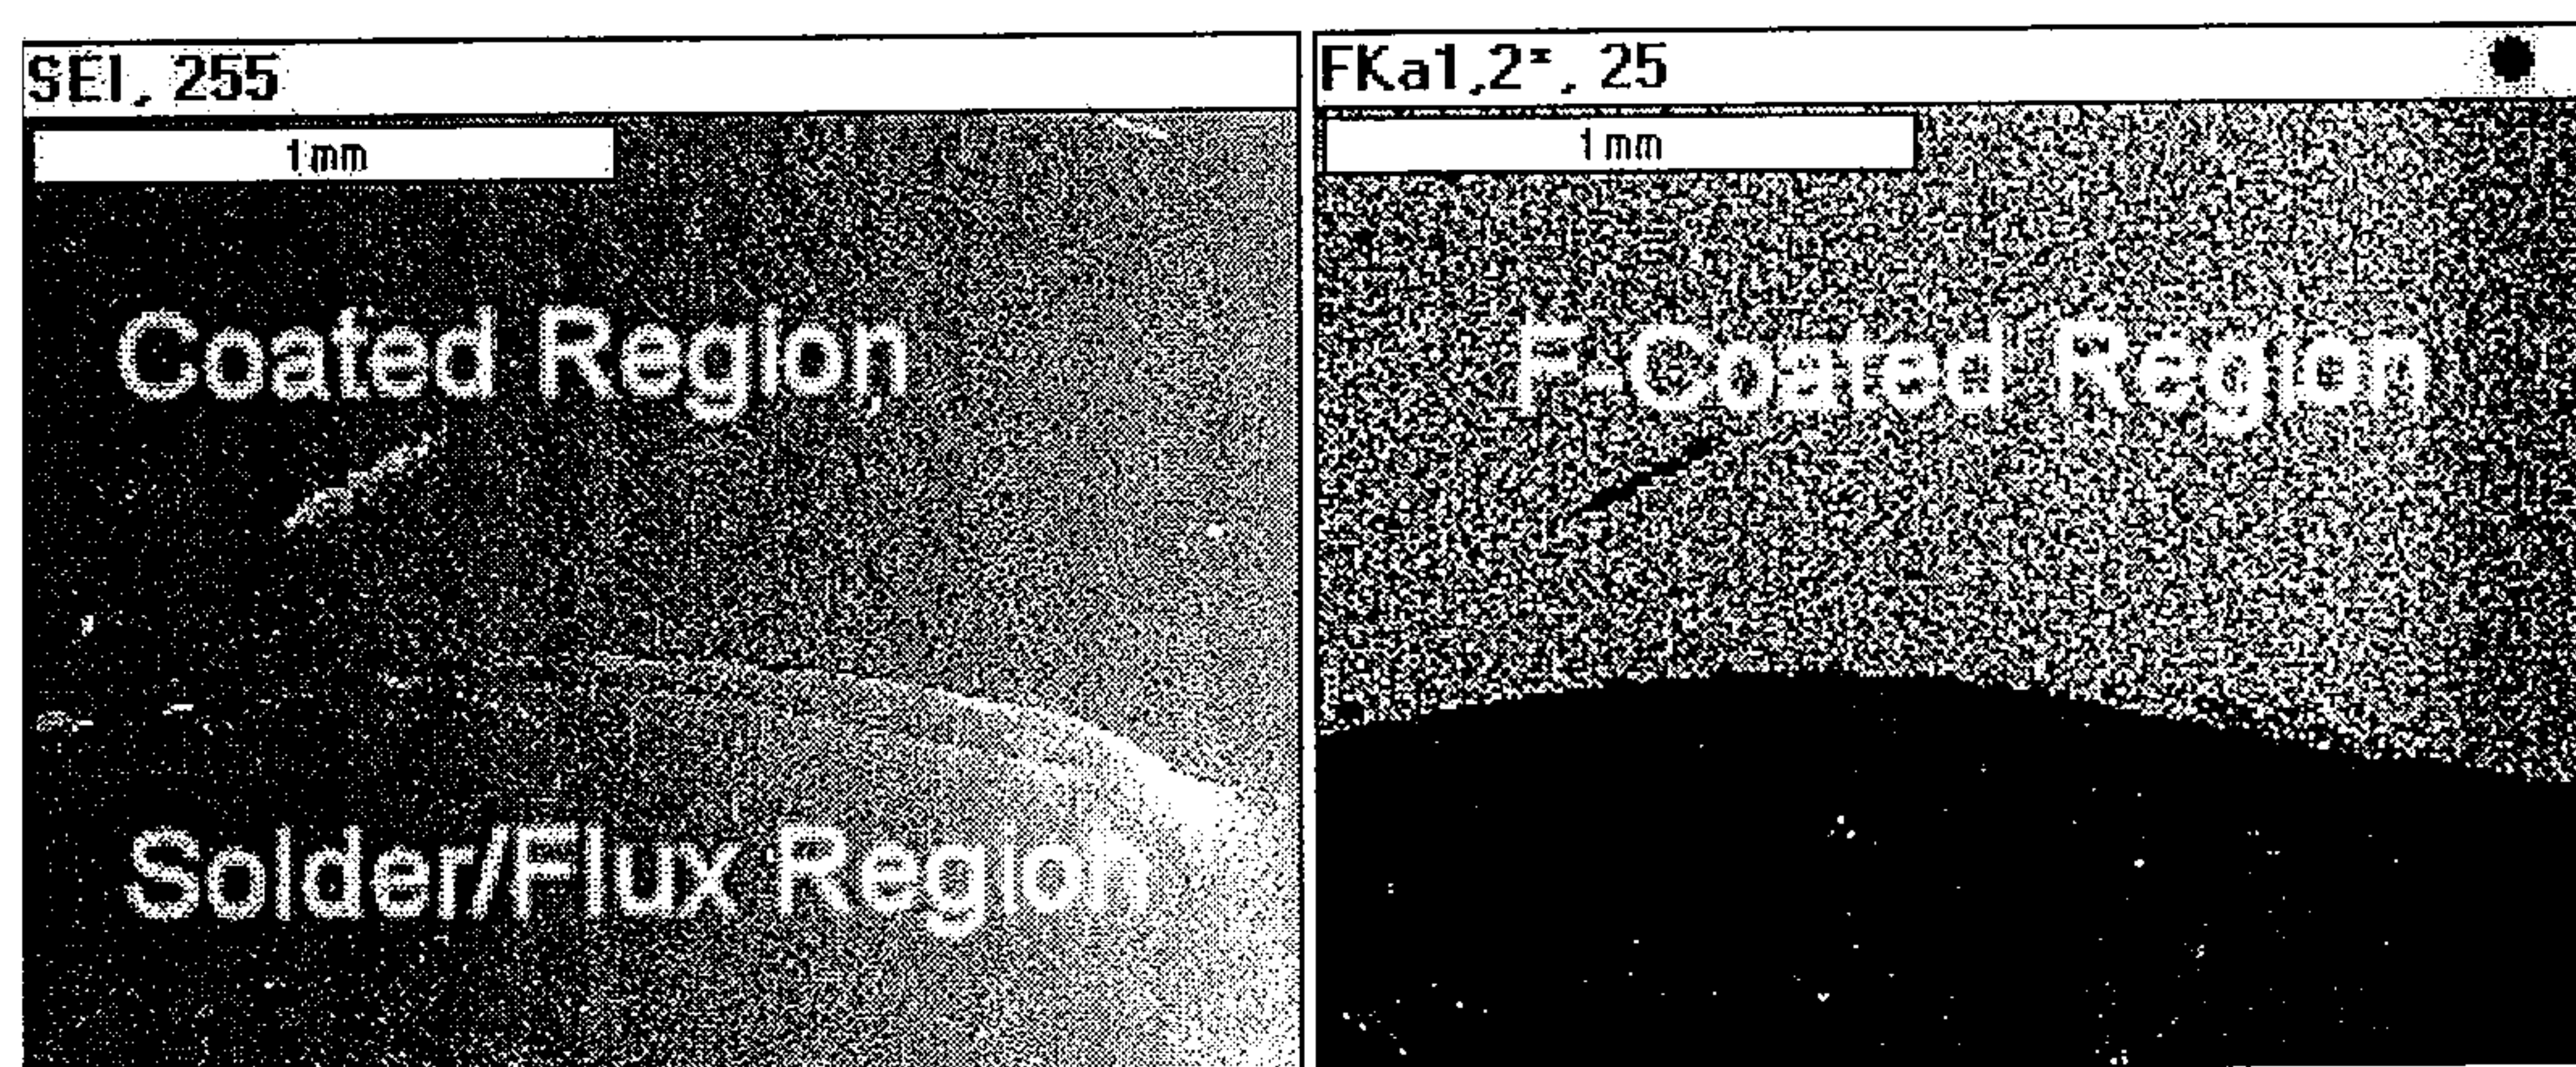 SEI, 255
1mm
Coated Region
Solder/Flux Region
FKa1,2*, 25
1mm
F-Coated Region